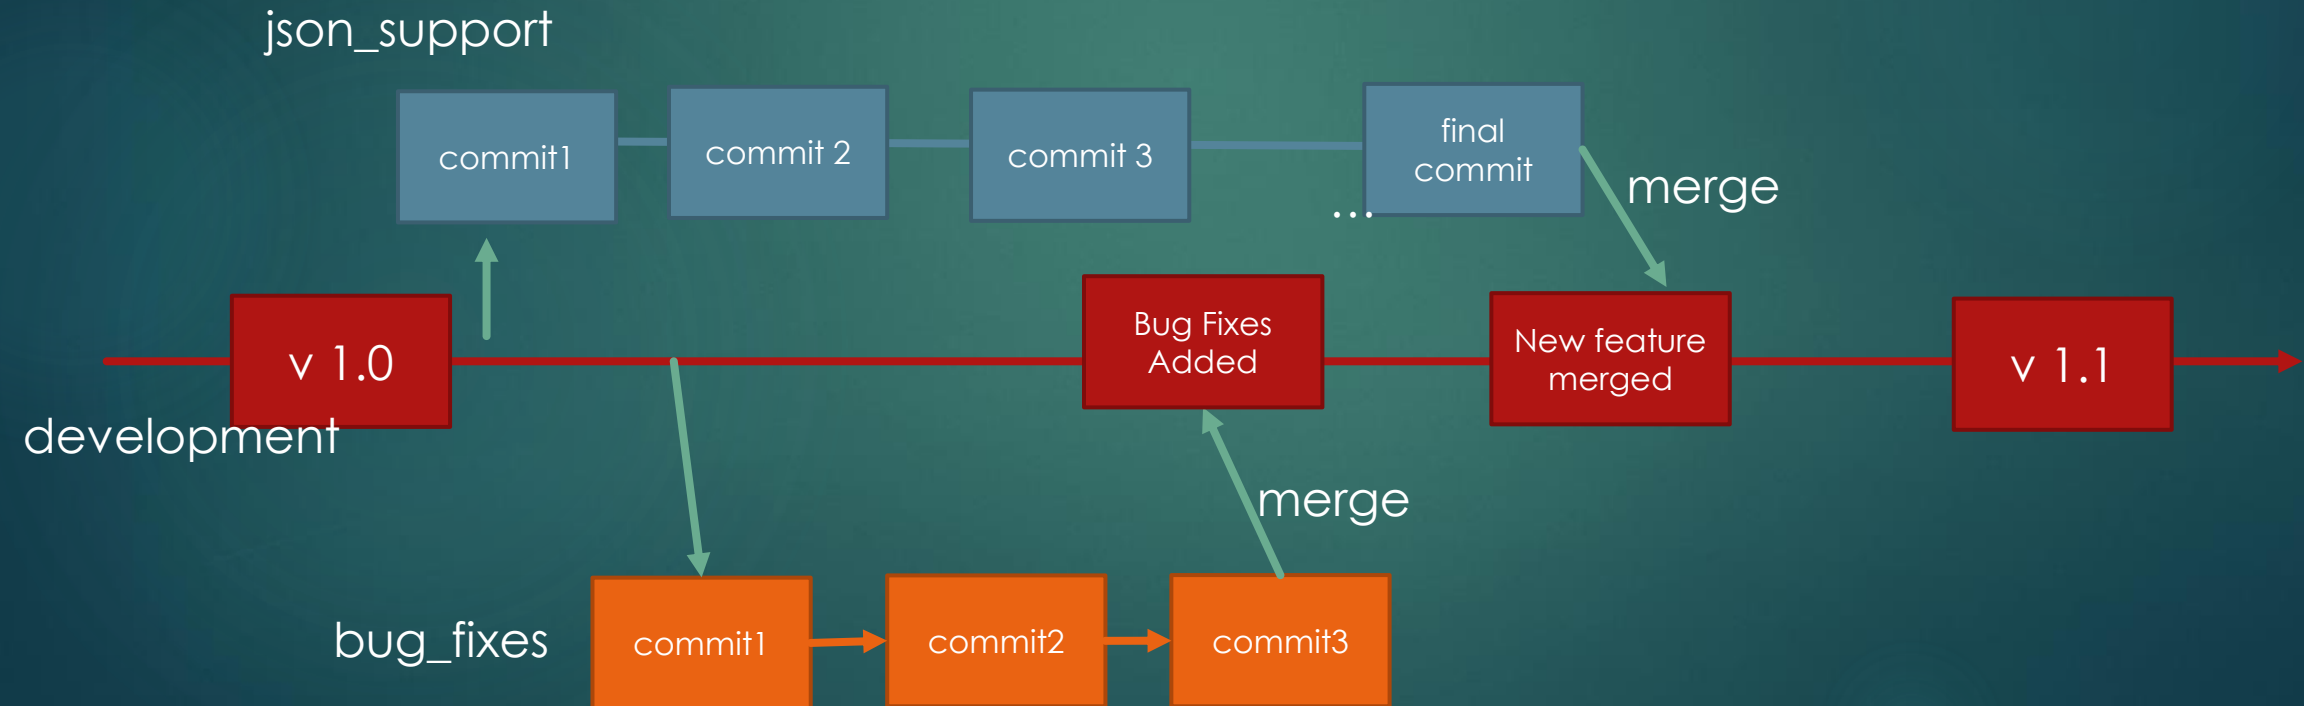 json_support
commit1
commit 2
commit 3
final
commit
...
merge
v 1.0
Bug Fixes
Added
New feature
merged
v 1.1
development
merge
bug_fixes
commit1
commit2
commit3